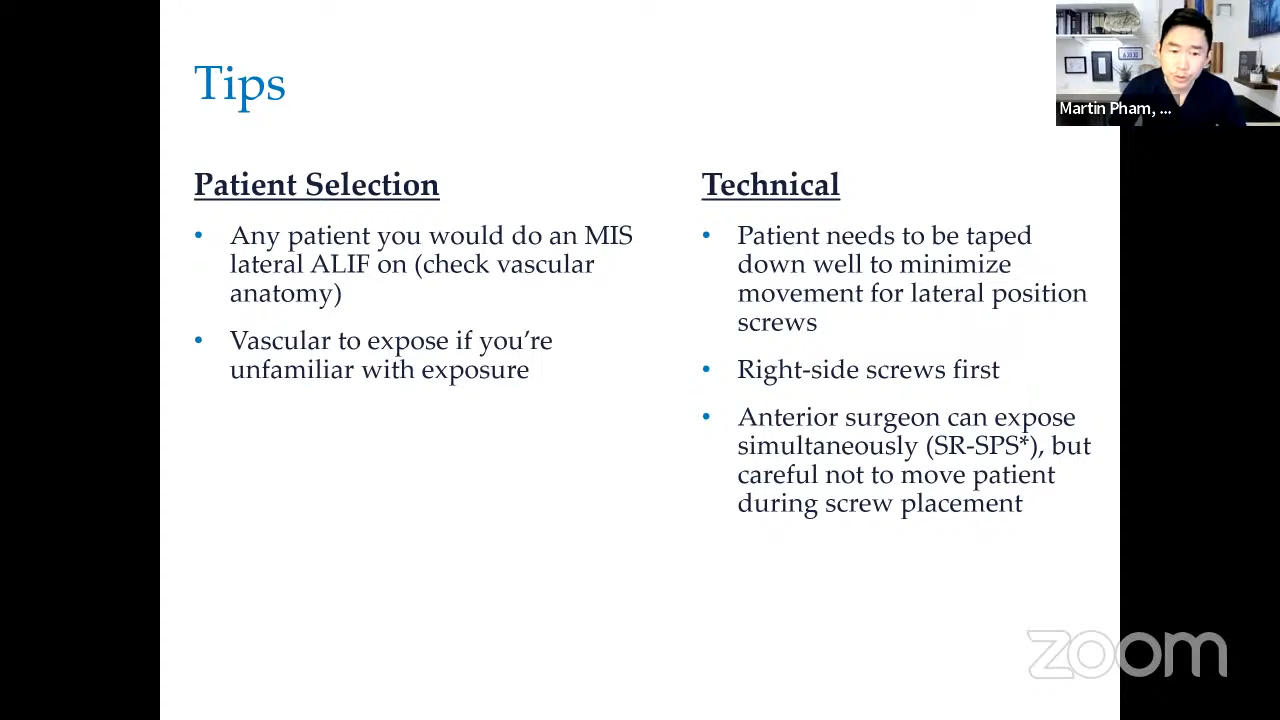 Tips
Martin Pham, ...
Patient Selection
• Any patient you would do an MIS
lateral ALIF on (check vascular
anatomy)
• Vascular to expose if you’re
unfamiliar with exposure
Technical
• Patient needs to be taped
down well to minimize
movement for lateral position
screws
• Right-side screws first
• Anterior surgeon can expose
simultaneously (SR-SPS*), but
careful not to move patient
during screw placement
zoom